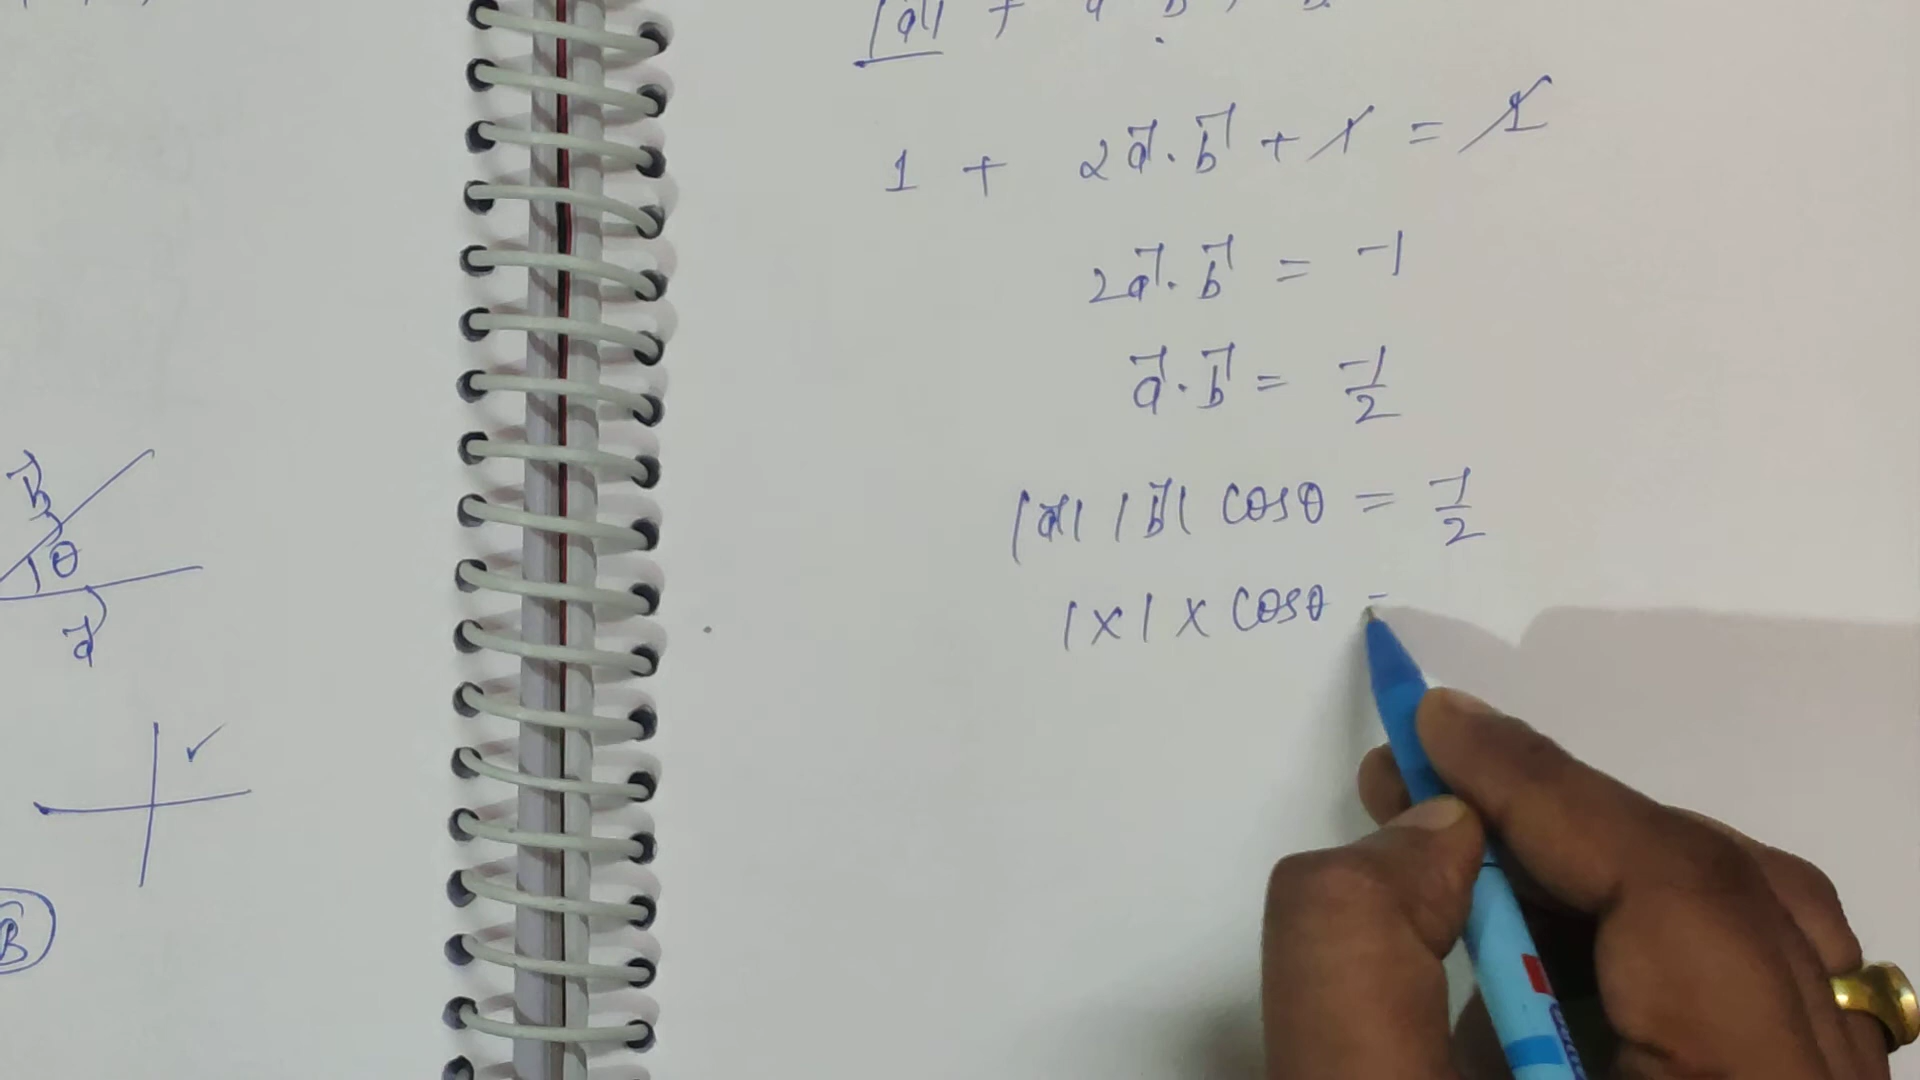 b⃗
θ
a⃗
B
1 + 2a⃗.b⃗ + 1 = 1
2a⃗.b⃗ = -1
a⃗.b⃗ = -1/2
|a⃗| |b⃗| cosθ = -1/2
1 x 1 x cosθ =